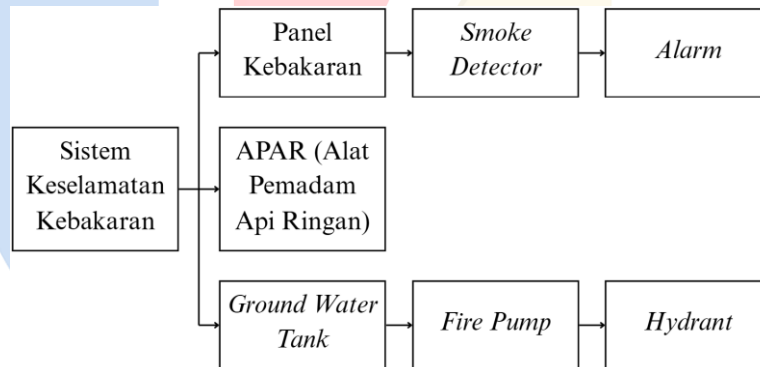 Panel
Kebakaran
Smoke
Detector
Alarm
Sistem
Keselamatan
Kebakaran
APAR (Alat
Pemadam
Api Ringan)
Ground Water
Tank
Fire Pump
Hydrant